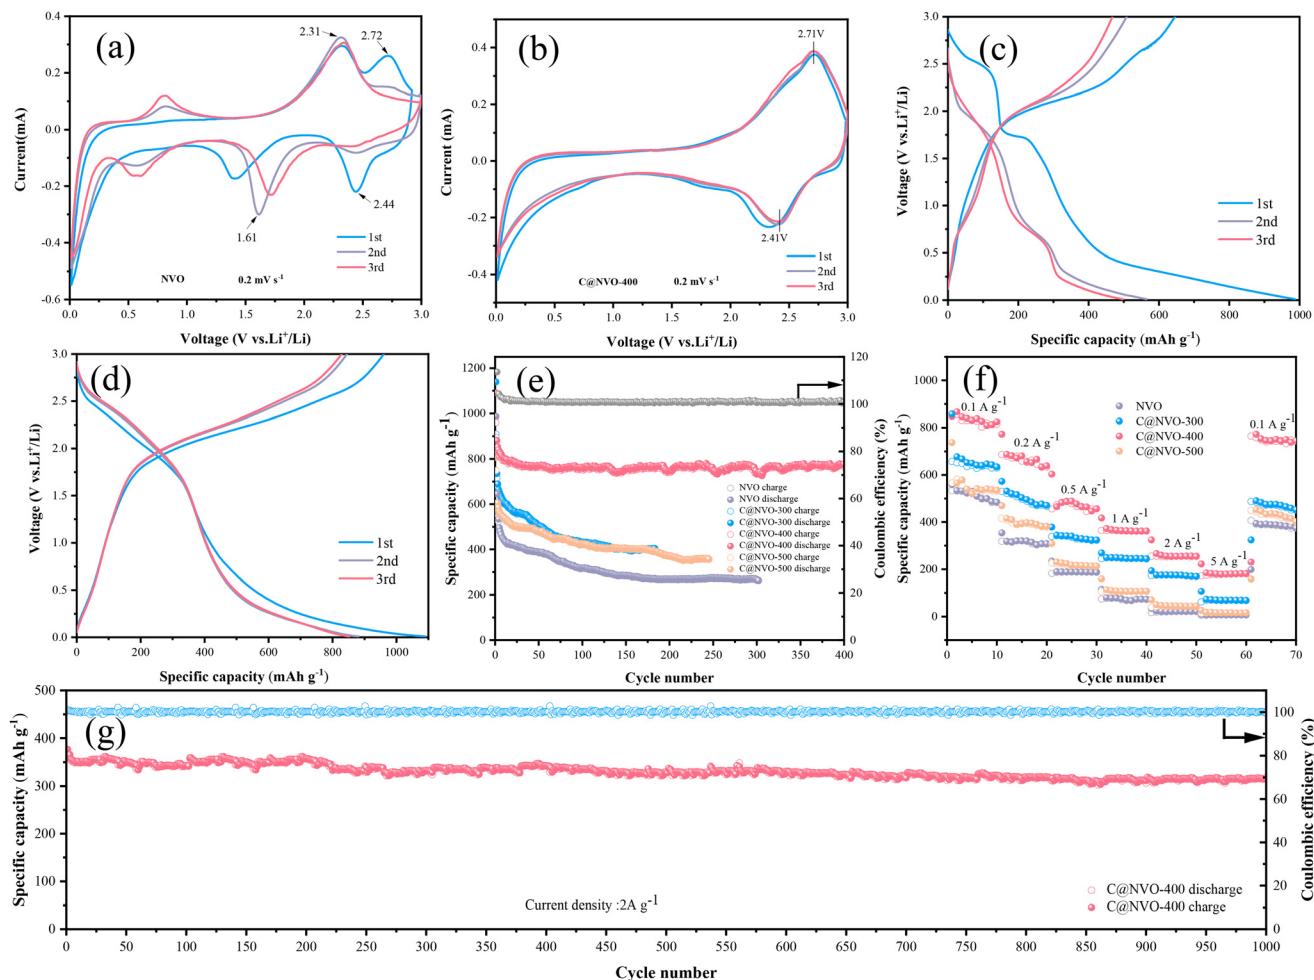 (a)
0.4
0.2
0.0
-0.2
-0.4
-0.6
Current(mA)
2.31
2.72
1.61
2.44
1st
2nd
3rd
NVO 0.2 mV s⁻¹
0.0 0.5 1.0 1.5 2.0 2.5 3.0
Voltage (V vs.Li⁺/Li)
(b)
0.4
0.2
0.0
-0.2
-0.4
Current (mA)
2.71V
2.41V
1st
2nd
3rd
C@NVO-400 0.2 mV s⁻¹
0.0 0.5 1.0 1.5 2.0 2.5 3.0
Voltage (V vs.Li⁺/Li)
(c)
3.0
2.5
2.0
1.5
1.0
0.5
0.0
Voltage (V vs.Li⁺/Li)
1st
2nd
3rd
0 200 400 600 800 1000
Specific capacity (mAh g⁻¹)
(d)
3.0
2.5
2.0
1.5
1.0
0.5
0.0
Voltage (V vs.Li⁺/Li)
1st
2nd
3rd
0 200 400 600 800 1000
Specific capacity (mAh g⁻¹)
(e)
1200
1000
800
600
400
200
0
Specific capacity (mAh g⁻¹)
120
100
80
60
40
20
0
Coulombic efficiency (%)
NVO charge
NVO discharge
C@NVO-300 charge
C@NVO-300 discharge
C@NVO-400 charge
C@NVO-400 discharge
C@NVO-500 charge
C@NVO-500 discharge
0 50 100 150 200 250 300 350 400
Cycle number
(f)
1000
800
600
400
200
0
Specific capacity (mAh g⁻¹)
0.1 A g⁻¹
0.2 A g⁻¹
0.5 A g⁻¹
1 A g⁻¹
2 A g⁻¹
5 A g⁻¹
0.1 A g⁻¹
NVO
C@NVO-300
C@NVO-400
C@NVO-500
0 10 20 30 40 50 60 70
Cycle number
(g)
500
450
400
350
300
250
200
150
100
50
0
Specific capacity (mAh g⁻¹)
100
80
60
40
20
0
Coulombic efficiency (%)
Current density :2A g⁻¹
C@NVO-400 discharge
C@NVO-400 charge
0 50 100 150 200 250 300 350 400 450 500 550 600 650 700 750 800 850 900 950 1000
Cycle number